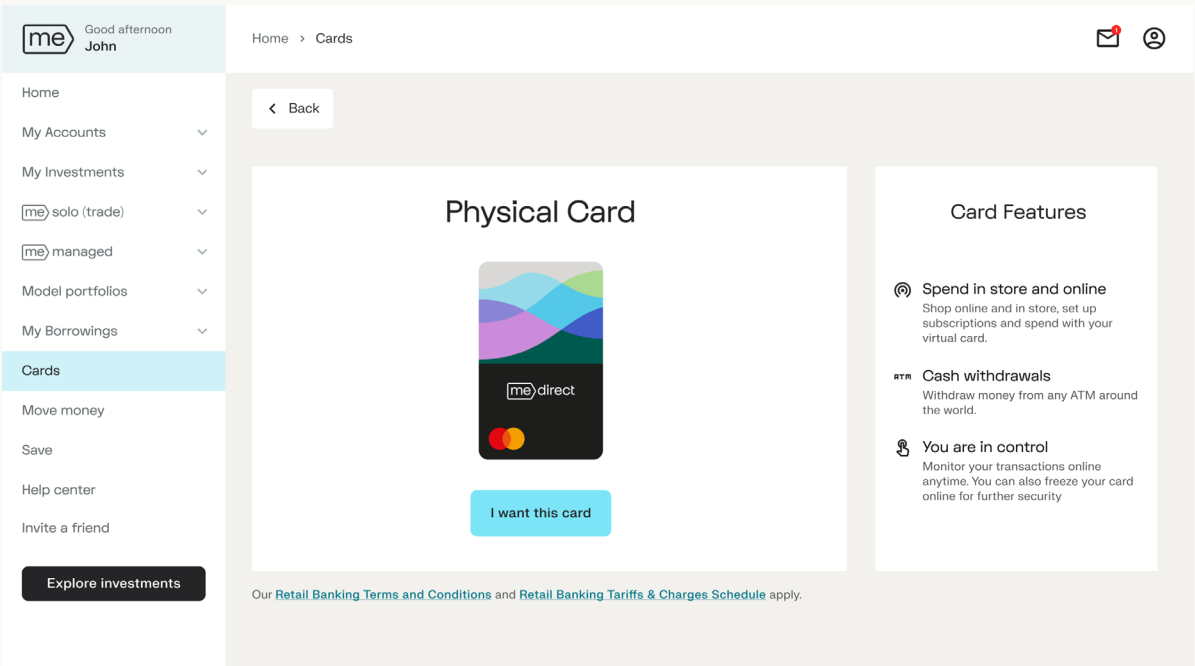 me
Good afternoon
John
Home
My Accounts
My Investments
me solo (trade)
me managed
Model portfolios
My Borrowings
Cards
Move money
Save
Help center
Invite a friend
Explore investments
Home > Cards
1
Back
Physical Card
me direct
I want this card
Card Features
Spend in store and online
Shop online and in store, set up
subscriptions and spend with your
virtual card.
ATM Cash withdrawals
Withdraw money from any ATM around
the world.
You are in control
Monitor your transactions online
anytime. You can also freeze your card
online for further security
Our Retail Banking Terms and Conditions and Retail Banking Tariffs & Charges Schedule apply.